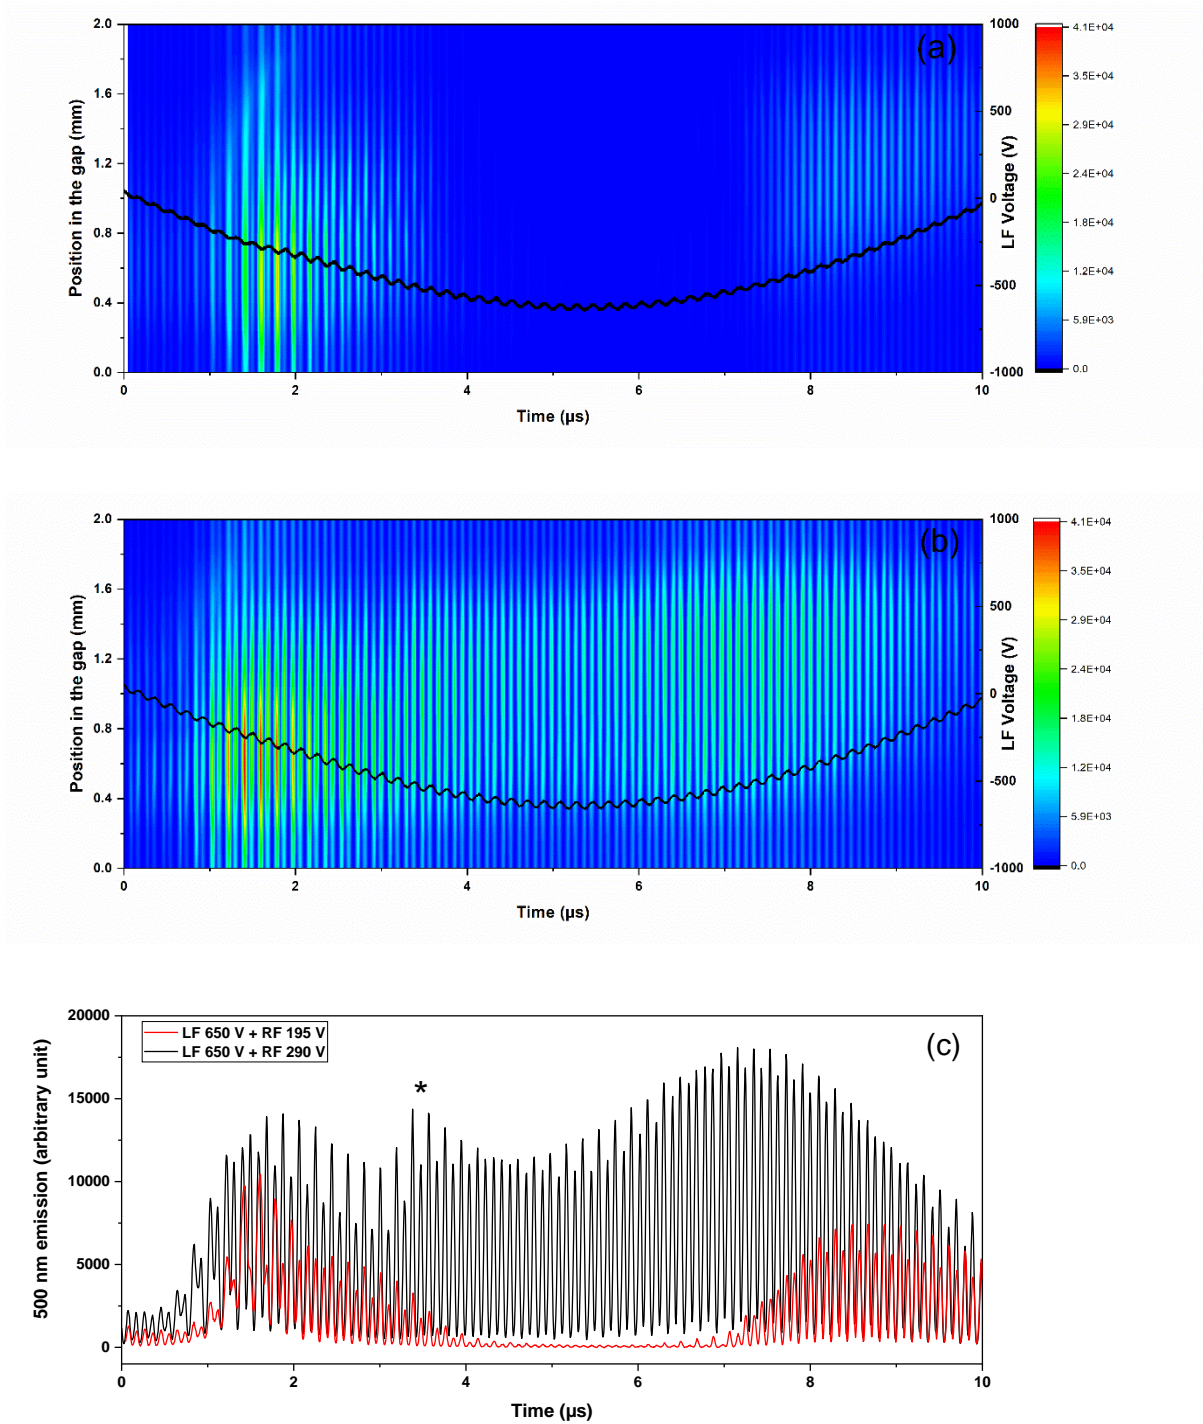 (a)
Position in the gap (mm)
2.0
1.6
1.2
0.8
0.4
0.0
0
2
4
6
8
10
Time (µs)
1000
500
0
-500
-1000
LF Voltage (V)
4.1E+04
3.5E+04
2.9E+04
2.4E+04
1.8E+04
1.2E+04
5.9E+03
0.0
(b)
Position in the gap (mm)
2.0
1.6
1.2
0.8
0.4
0.0
0
2
4
6
8
10
Time (µs)
1000
500
0
-500
-1000
LF Voltage (V)
4.1E+04
3.5E+04
2.9E+04
2.4E+04
1.8E+04
1.2E+04
5.9E+03
0.0
(c)
LF 650 V + RF 195 V
LF 650 V + RF 290 V
*
500 nm emission (arbitrary unit)
20000
15000
10000
5000
0
0
2
4
6
8
10
Time (µs)